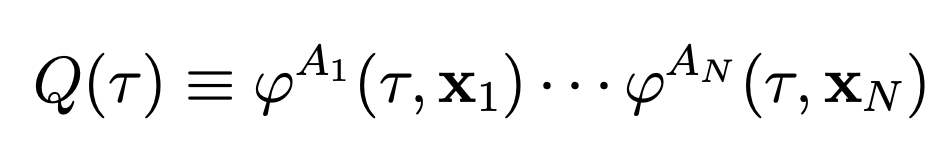 Q(τ) ≡ φ^{A_1}(τ, 𝐱_1) ⋯ φ^{A_N}(τ, 𝐱_N)